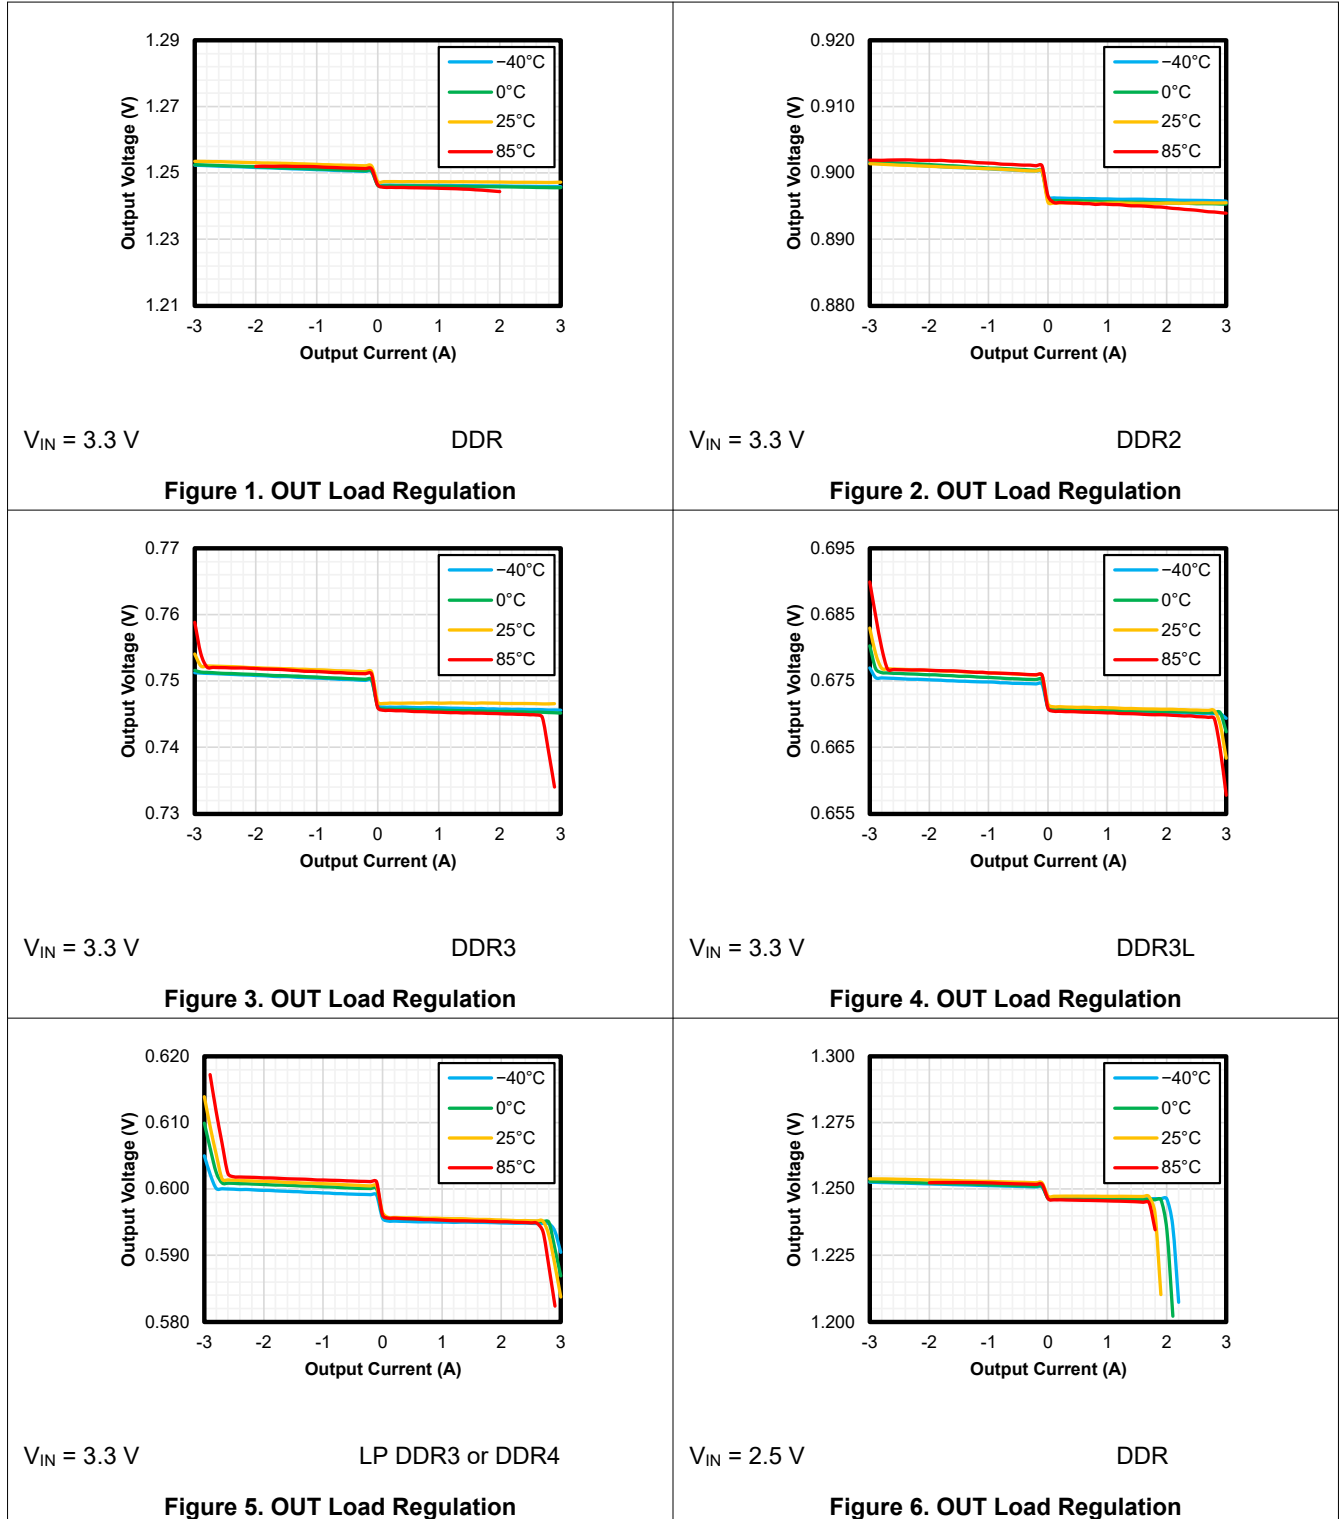 1.29
1.27
1.25
1.23
1.21
Output Voltage (V)
−40°C
0°C
25°C
85°C
-3 -2 -1 0 1 2 3
Output Current (A)
VIN = 3.3 V DDR
Figure 1. OUT Load Regulation
0.920
0.910
0.900
0.890
0.880
Output Voltage (V)
−40°C
0°C
25°C
85°C
-3 -2 -1 0 1 2 3
Output Current (A)
VIN = 3.3 V DDR2
Figure 2. OUT Load Regulation
0.77
0.76
0.75
0.74
0.73
Output Voltage (V)
−40°C
0°C
25°C
85°C
-3 -2 -1 0 1 2 3
Output Current (A)
VIN = 3.3 V DDR3
Figure 3. OUT Load Regulation
0.695
0.685
0.675
0.665
0.655
Output Voltage (V)
−40°C
0°C
25°C
85°C
-3 -2 -1 0 1 2 3
Output Current (A)
VIN = 3.3 V DDR3L
Figure 4. OUT Load Regulation
0.620
0.610
0.600
0.590
0.580
Output Voltage (V)
−40°C
0°C
25°C
85°C
-3 -2 -1 0 1 2 3
Output Current (A)
VIN = 3.3 V LP DDR3 or DDR4
Figure 5. OUT Load Regulation
1.300
1.275
1.250
1.225
1.200
Output Voltage (V)
−40°C
0°C
25°C
85°C
-3 -2 -1 0 1 2 3
Output Current (A)
VIN = 2.5 V DDR
Figure 6. OUT Load Regulation